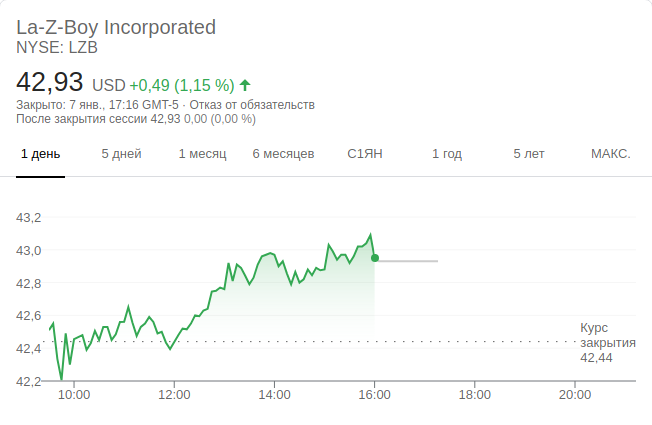 La-Z-Boy Incorporated
NYSE: LZB
42,93 USD +0,49 (1,15 %)
Закрыто: 7 янв., 17:16 GMT-5 · Отказ от обязательств
После закрытия сессии 42,93 0,00 (0,00 %)
1 день 5 дней 1 месяц 6 месяцев С1ЯН 1 год 5 лет МАКС.
43,2
43,0
42,8
42,6
42,4
42,2
Курс
закрытия
42,44
10:00 12:00 14:00 16:00 18:00 20:00